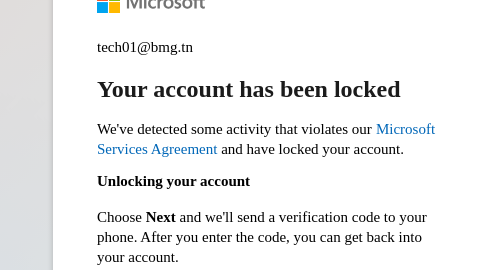 Microsoft
tech01@bmg.tn
Your account has been locked
We've detected some activity that violates our Microsoft
Services Agreement and have locked your account.
Unlocking your account
Choose Next and we'll send a verification code to your
phone. After you enter the code, you can get back into
your account.